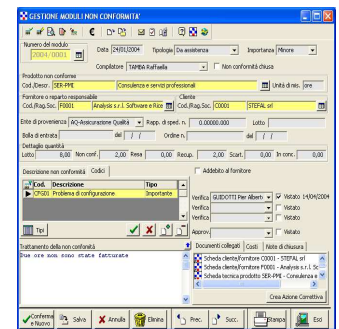 GESTIONE MODULI NON CONFORMITA'
Numero del modulo
2004/0001
Data 24/01/2004 Tipologia Da assistenza Importanza Minore
Compilatore TAMBA Raffaella Non conformità chiusa
Prodotto non conforme
Cod./Descr. SER-PMI Consulenza e servizi professionali Unità di mis. ore
Fornitore o reparto responsabile Cliente
Cod./Rag.Soc. F0001 Analysis s.r.l. Software e Rice Cod./Rag.Soc. C0001 STEFAL srl
Ente di provenienza AQ-Assicurazione Qualità Rapp. di sped. n. 0.00000.000 Lotto
Bolla di entrata del / / Ordine n. del / /
Dettaglio quantità
Lotto 8,00 Non conf. 2,00 Resa 0,00 Recup. 2,00 Scart. 0,00 In conc. 0,00
Descrizione non conformità Codici Addebito al fornitore
Cod. Descrizione Tipo
CFG01 Problema di configurazione Importante
Verifica GUIDOTTI Pier Alberto Vistato 14/04/2004
Verifica Vistato
Verifica Vistato
Tipi Approv. Vistato
Trattamento della non conformità Documenti collegati Costi Note di chiusura
Due ore non sono state fatturate
Scheda cliente/fornitore C0001 - STEFAL srl
Scheda cliente/fornitore F0001 - Analysis s.r.l. Sc
Scheda tecnica prodotto SER-PMI - Consulenza e
Crea Azione Correttiva
Conferma e Nuovo Salva Annulla Elimina Prec. Succ. Stampa Esci